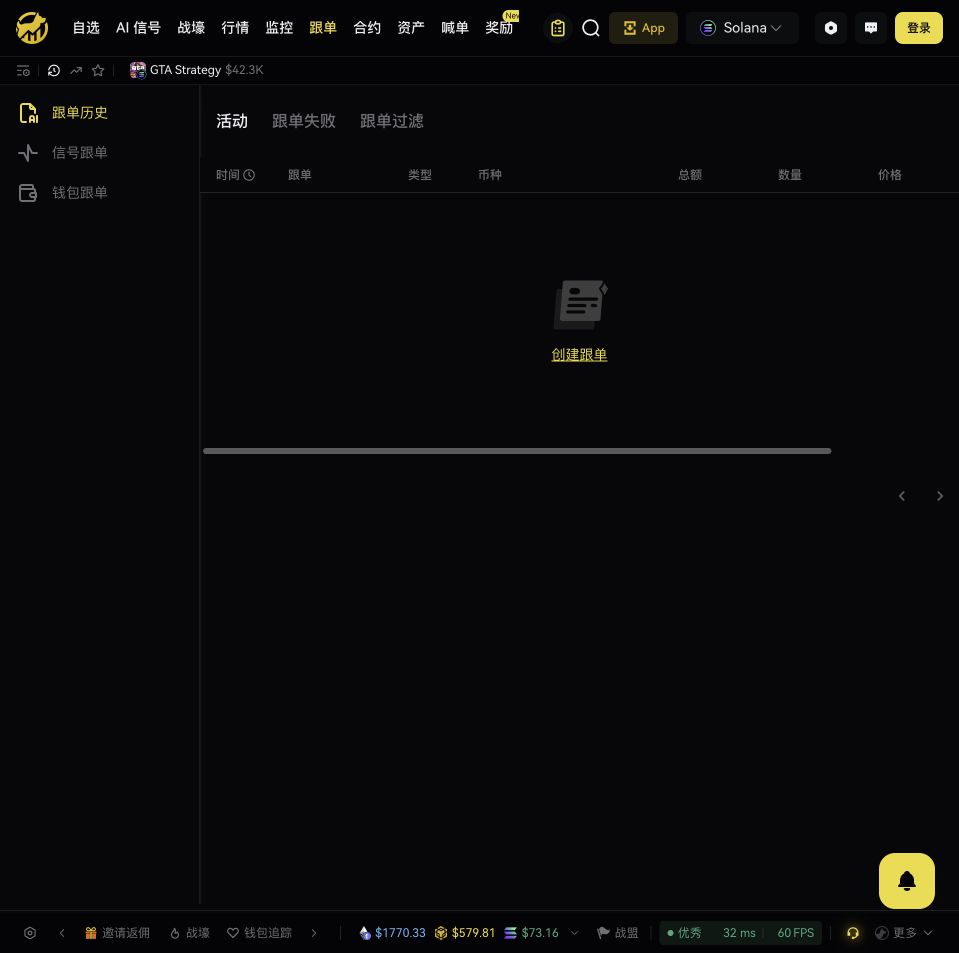 自选 AI 信号 战壕 行情 监控 跟单 合约 资产 喊单 奖励 New App Solana 登录
GTA Strategy $42.3K
跟单历史
信号跟单
钱包跟单
活动 跟单失败 跟单过滤
时间 跟单 类型 币种 总额 数量 价格
创建跟单
邀请返佣 战壕 钱包追踪 $1770.33 $579.81 $73.16 战盟 优秀 32 ms 60 FPS 更多